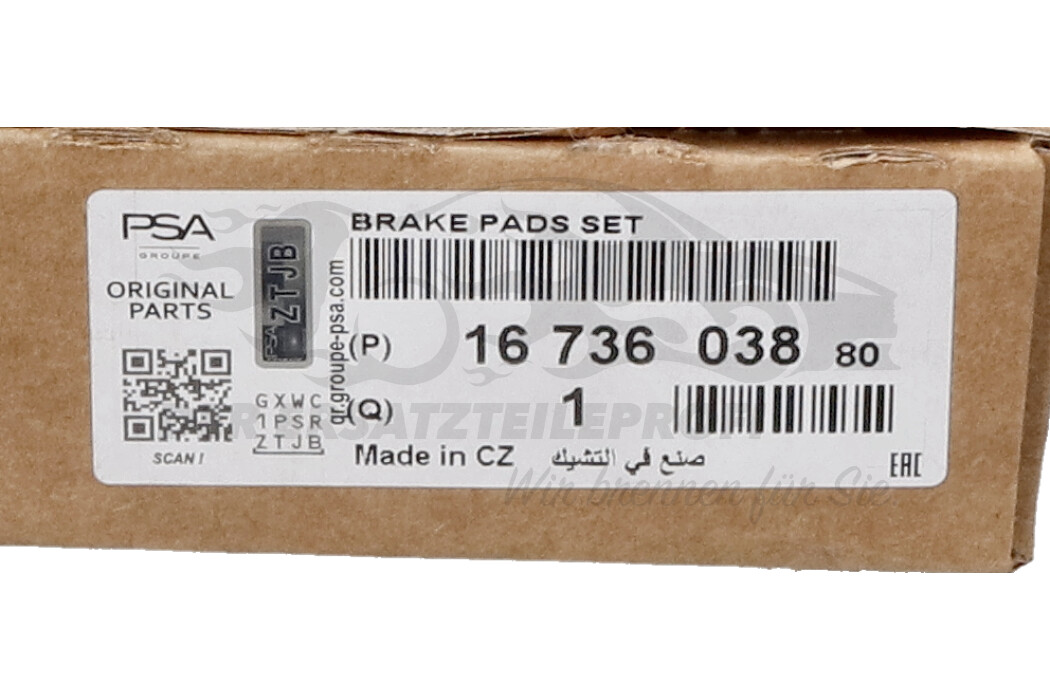 PSA
GROUPE
ORIGINAL
PARTS
SCAN!
PSA ZTJB
GXWC
1PSR
ZTJB
qr.groupe-psa.com
BRAKE PADS SET
(P) 16 736 038 80
(Q) 1
Made in CZ صنع في التشيك
EAC
ERSATZTEILEPROFI
Wir brennen für Sie